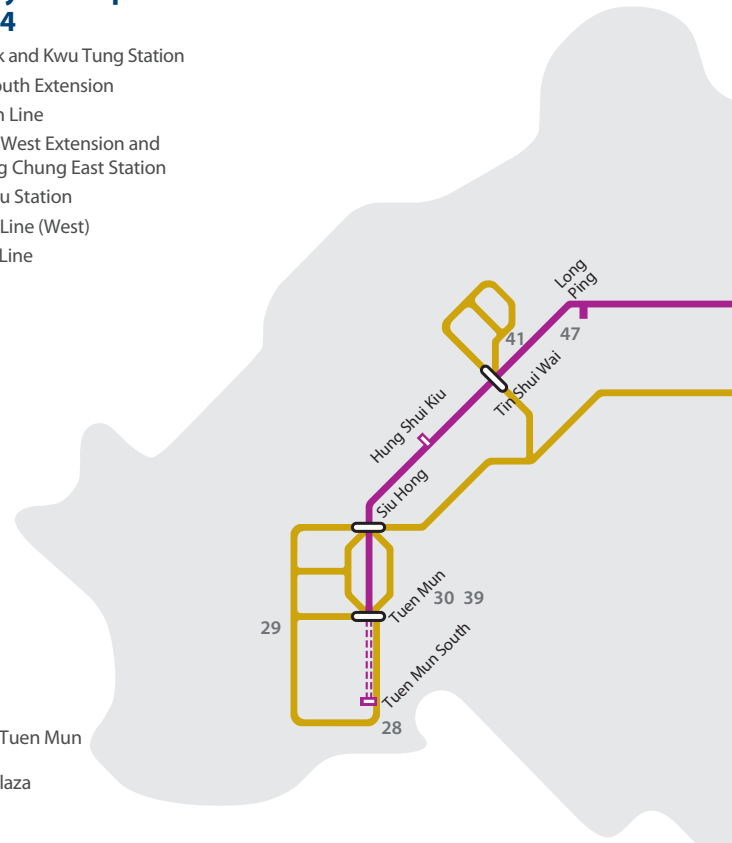 4
k and Kwu Tung Station
outh Extension
n Line
West Extension and
g Chung East Station
u Station
Line (West)
Line
Long
Ping
47
41
Tin Shui Wai
Hung Shui Kiu
Siu Hong
Tuen Mun
30 39
29
Tuen Mun South
28
Tuen Mun
laza